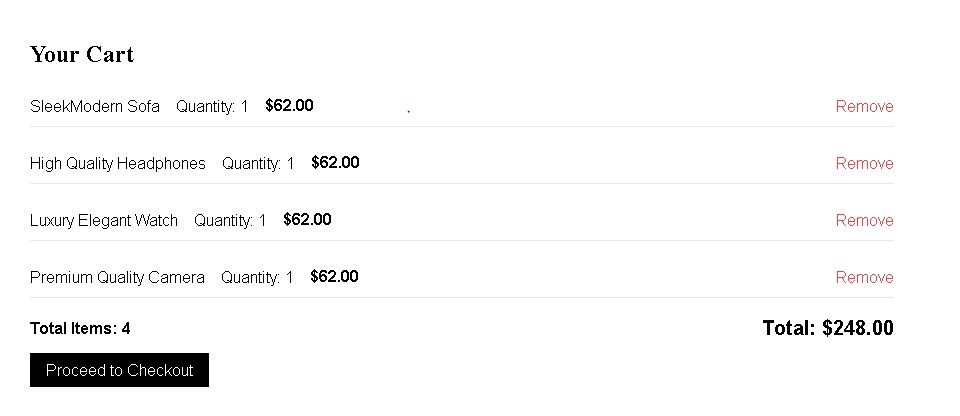 Your Cart
SleekModern Sofa Quantity: 1 $62.00 Remove
High Quality Headphones Quantity: 1 $62.00 Remove
Luxury Elegant Watch Quantity: 1 $62.00 Remove
Premium Quality Camera Quantity: 1 $62.00 Remove
Total Items: 4 Total: $248.00
Proceed to Checkout